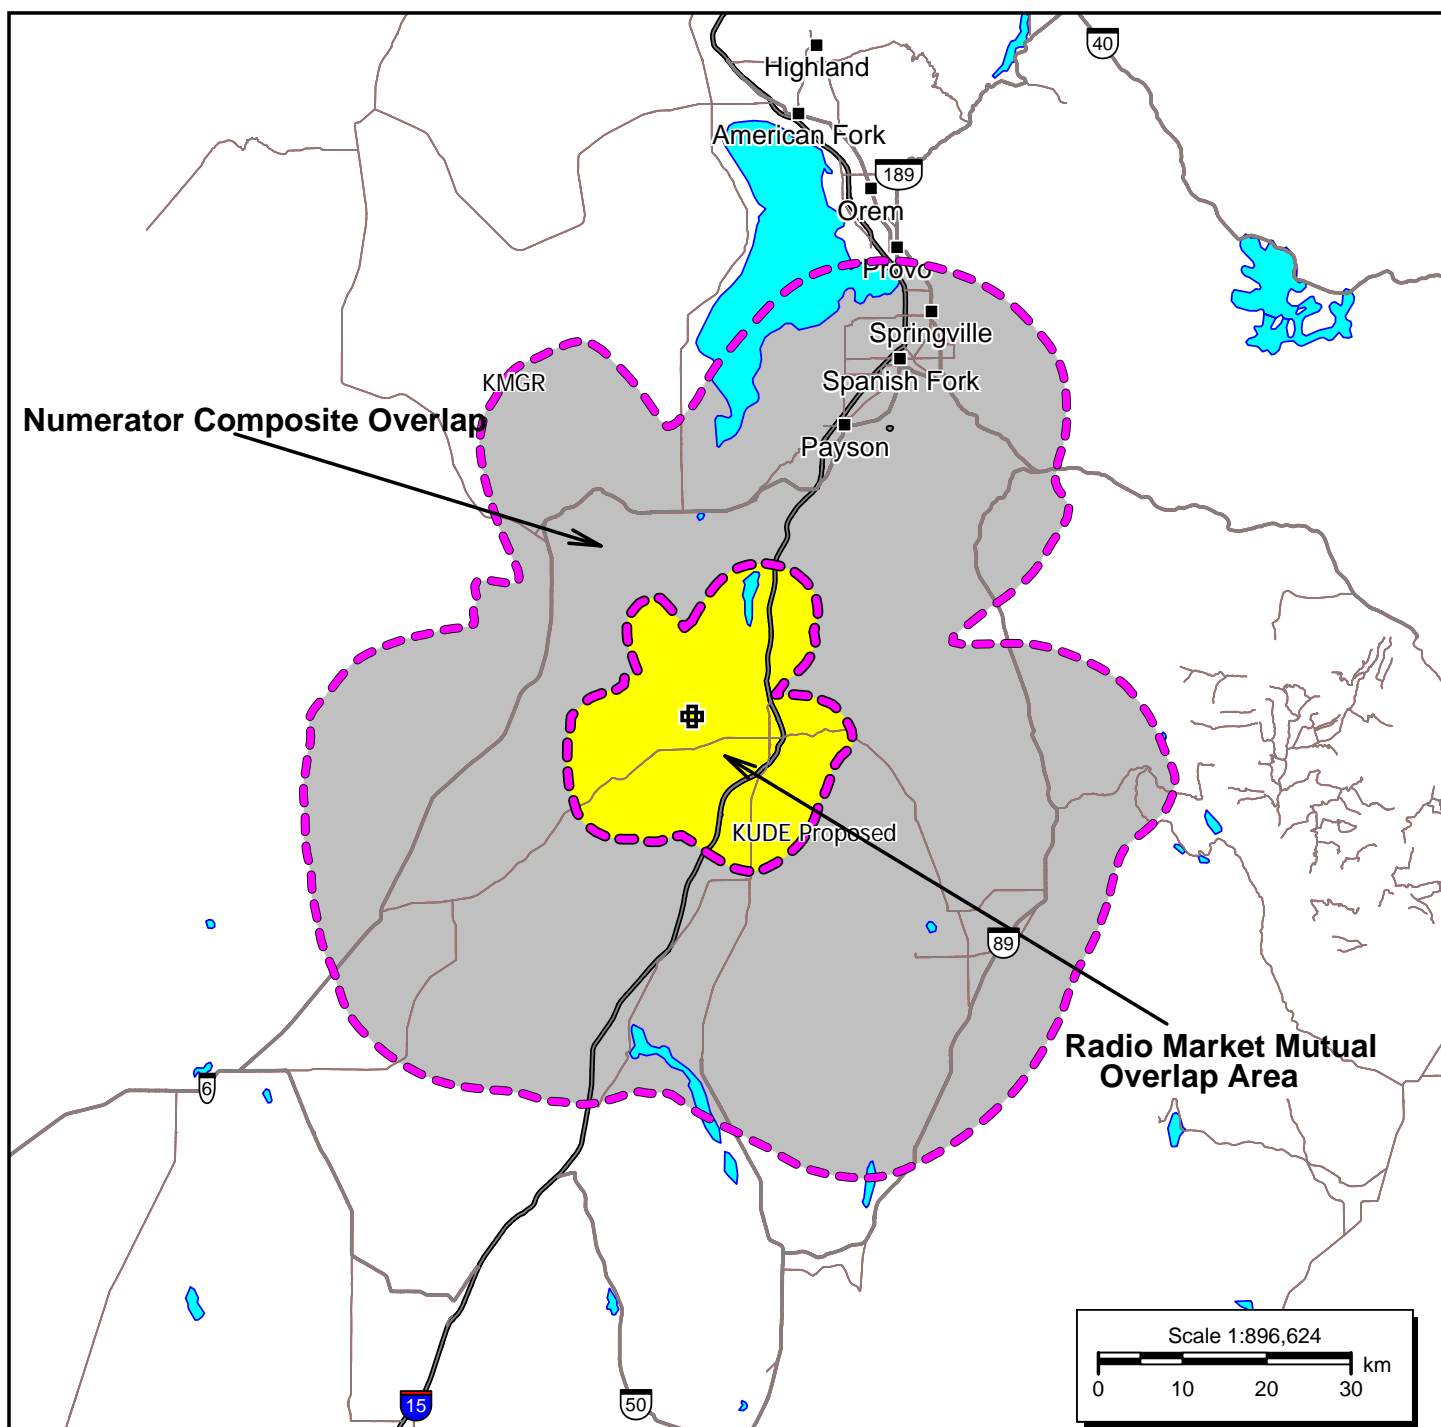 40
Highland
American Fork
189
Orem
Provo
Springville
Spanish Fork
KMGR
Numerator Composite Overlap
Payson
KUDE Proposed
89
Radio Market Mutual
Overlap Area
6
Scale 1:896,624
km
0 10 20 30
15
50